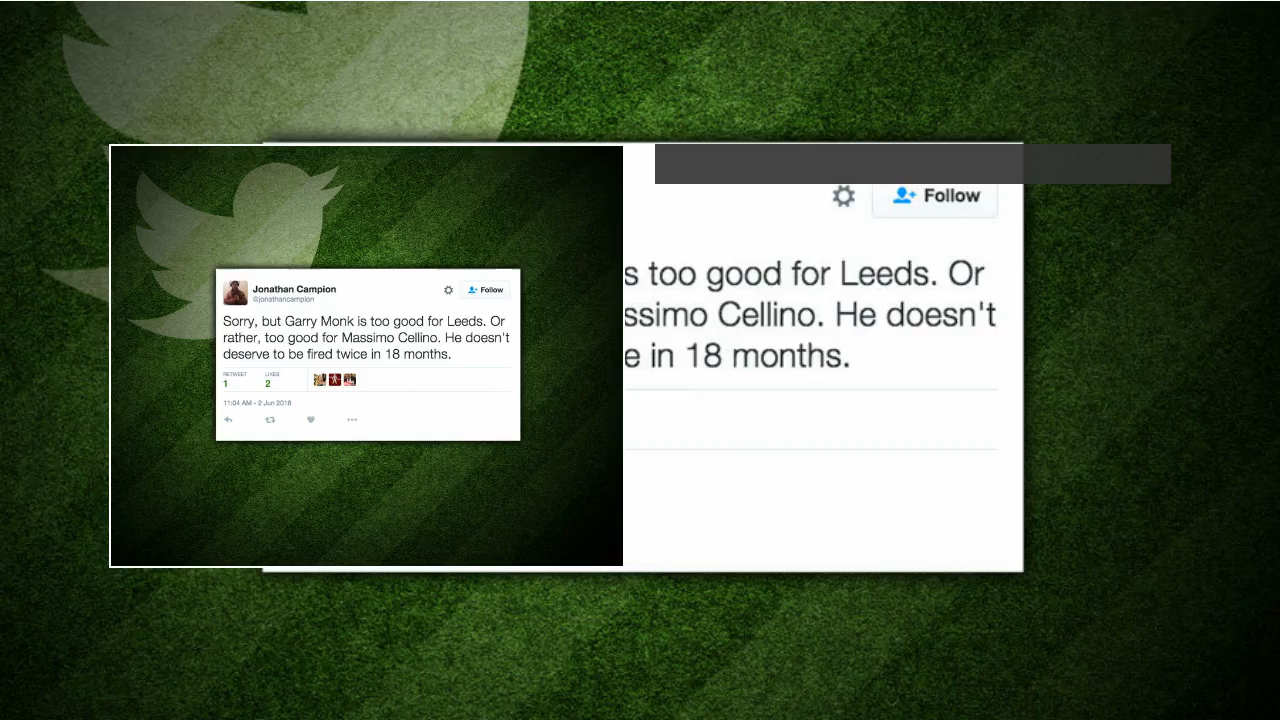 Jonathan Campion
@jonathancampion
Follow
Sorry, but Garry Monk is too good for Leeds. Or
rather, too good for Massimo Cellino. He doesn't
deserve to be fired twice in 18 months.
RETWEET LIKES
1 2
11:04 AM - 2 Jun 2016
Follow
s too good for Leeds. Or
ssimo Cellino. He doesn't
e in 18 months.